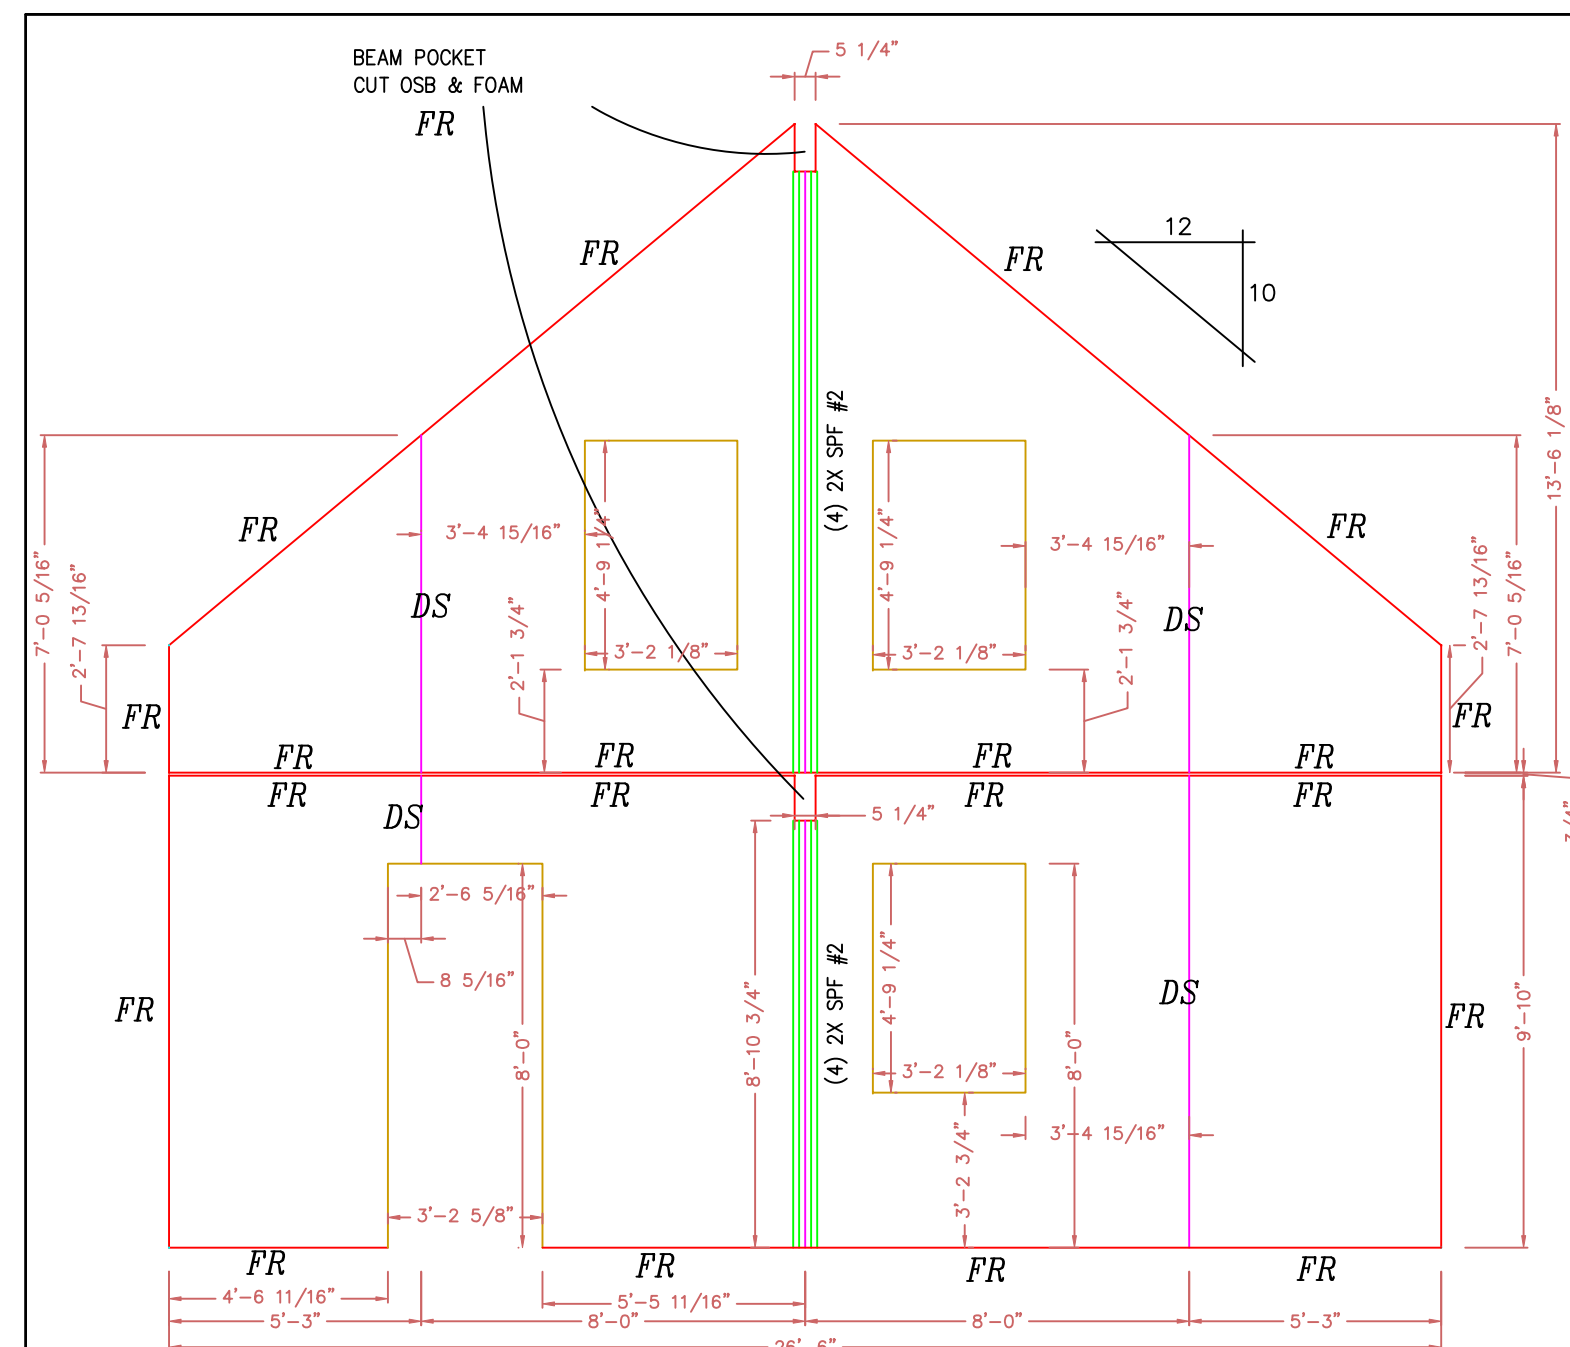 BEAM POCKET
CUT OSB & FOAM
FR
5 1/4"
12
10
FR
FR
(4) 2X SPF #2
13'-6 1/8"
FR
FR
3'-4 15/16"
4'-9 1/4"
4'-9 1/4"
3'-4 15/16"
7'-0 5/16"
2'-7 13/16"
DS
DS
2'-1 3/4"
3'-2 1/8"
3'-2 1/8"
2'-1 3/4"
2'-7 13/16"
7'-0 5/16"
FR
FR
FR
FR
FR
FR
FR
FR
FR
FR
DS
5 1/4"
3/4"
2'-6 5/16"
8 5/16"
FR
8'-0"
8'-10 3/4"
(4) 2X SPF #2
4'-9 1/4"
3'-2 1/8"
8'-0"
DS
FR
9'-10"
3'-4 15/16"
3'-2 3/4"
3'-2 5/8"
FR
FR
FR
FR
4'-6 11/16"
5'-5 11/16"
5'-3"
8'-0"
8'-0"
5'-3"
26'-6"